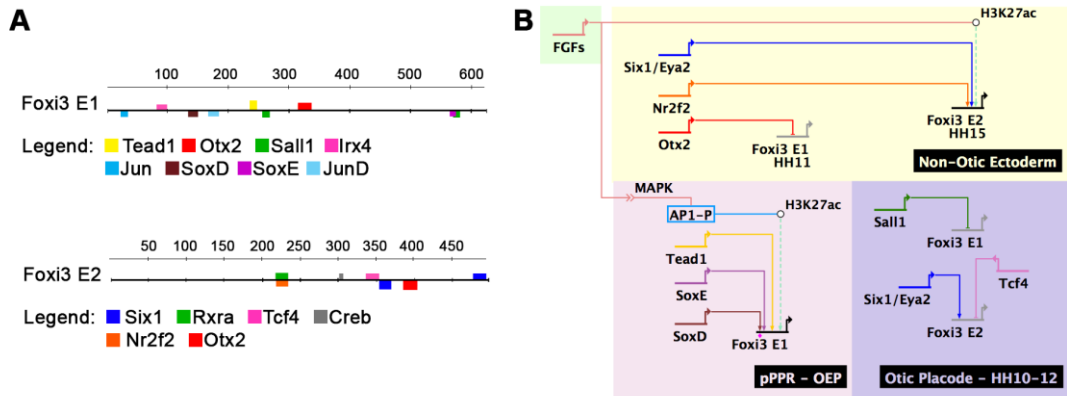 A
100 200 300 400 500 600
Foxi3 E1
Legend: Tead1 Otx2 Sall1 Irx4
Jun SoxD SoxE JunD
50 100 150 200 250 300 350 400 450
Foxi3 E2
Legend: Six1 Rxra Tcf4 Creb
Nr2f2 Otx2
B
H3K27ac
FGFs
Six1/Eya2
Nr2f2
Otx2
Foxi3 E1
HH11
Foxi3 E2
HH15
Non-Otic Ectoderm
MAPK
AP1-P
H3K27ac
Tead1
SoxE
SoxD
Foxi3 E1
pPPR - OEP
Sall1
Foxi3 E1
Tcf4
Six1/Eya2
Foxi3 E2
Otic Placode - HH10-12